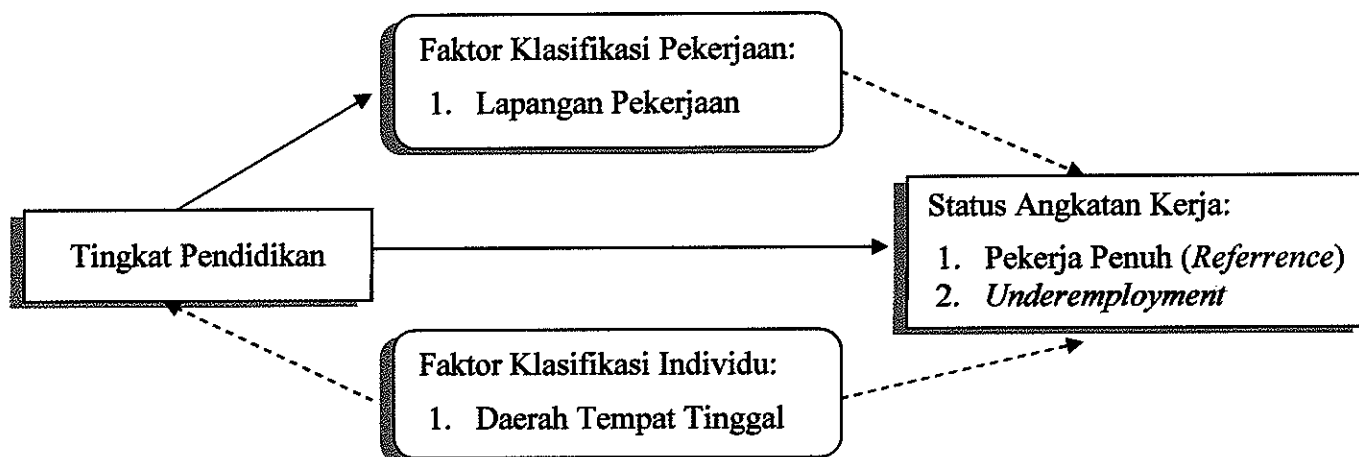 Faktor Klasifikasi Pekerjaan:
1. Lapangan Pekerjaan
Tingkat Pendidikan
Status Angkatan Kerja:
1. Pekerja Penuh (Referrence)
2. Underemployment
Faktor Klasifikasi Individu:
1. Daerah Tempat Tinggal